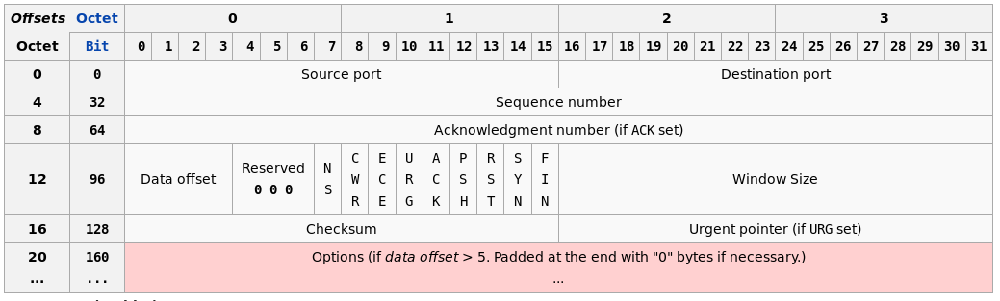 Offsets Octet 0 1 2 3
Octet Bit 0 1 2 3 4 5 6 7 8 9 10 11 12 13 14 15 16 17 18 19 20 21 22 23 24 25 26 27 28 29 30 31
0 0 Source port Destination port
4 32 Sequence number
8 64 Acknowledgment number (if ACK set)
12 96 Data offset Reserved 0 0 0 NS CWR ECE URG ACK PSH RST SYN FIN Window Size
16 128 Checksum Urgent pointer (if URG set)
20 160 Options (if data offset > 5. Padded at the end with "0" bytes if necessary.)
... ... ...